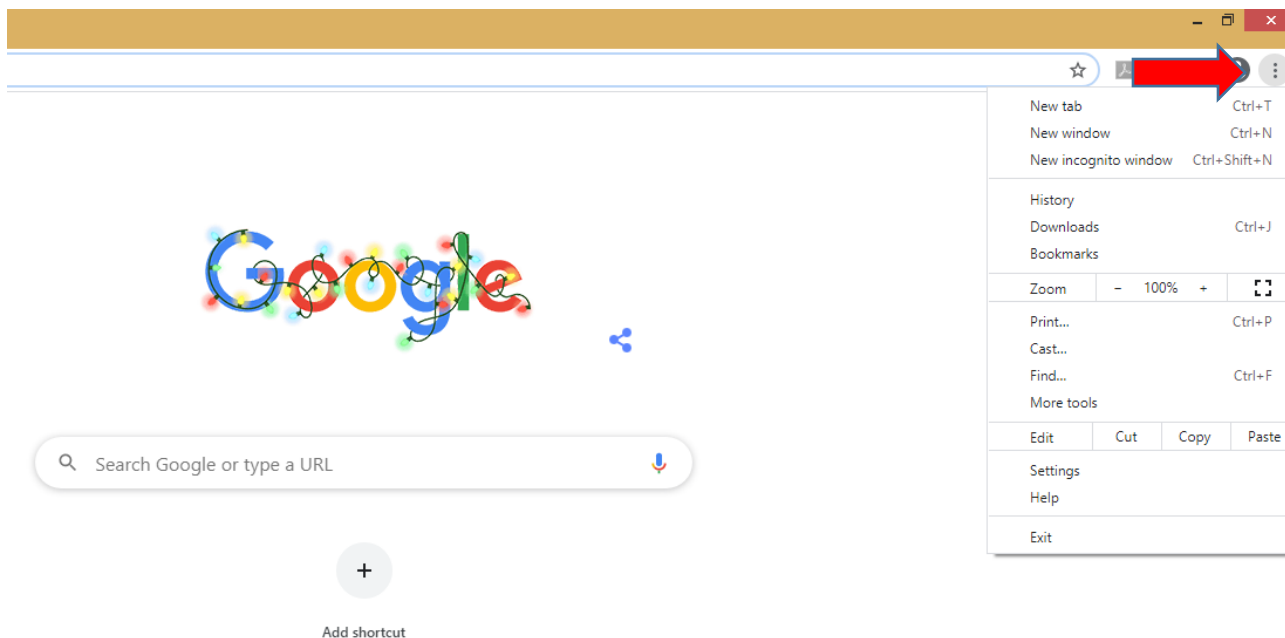 New tab Ctrl+T
New window Ctrl+N
New incognito window Ctrl+Shift+N
History
Downloads Ctrl+J
Bookmarks
Zoom - 100% +
Print... Ctrl+P
Cast...
Find... Ctrl+F
More tools
Edit Cut Copy Paste
Settings
Help
Exit
Google
Search Google or type a URL
+
Add shortcut